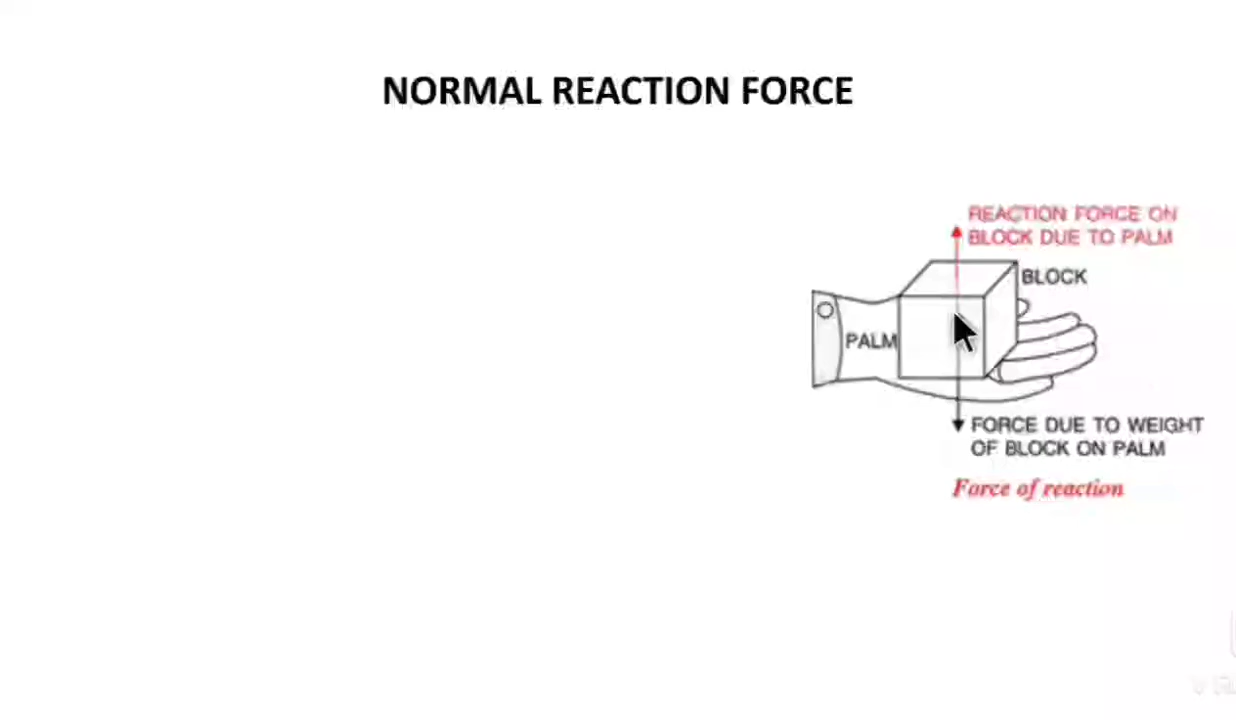 NORMAL REACTION FORCE
REACTION FORCE ON
BLOCK DUE TO PALM
BLOCK
PALM
FORCE DUE TO WEIGHT
OF BLOCK ON PALM
Force of reaction